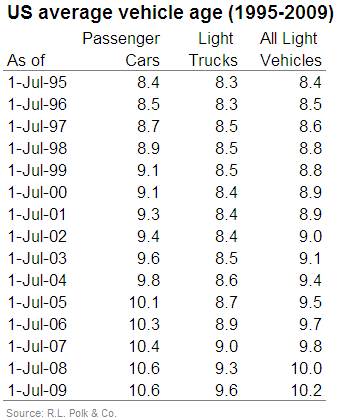 US average vehicle age (1995-2009)
Passenger Light All Light
As of Cars Trucks Vehicles
1-Jul-95 8.4 8.3 8.4
1-Jul-96 8.5 8.3 8.5
1-Jul-97 8.7 8.5 8.6
1-Jul-98 8.9 8.5 8.8
1-Jul-99 9.1 8.5 8.8
1-Jul-00 9.1 8.4 8.9
1-Jul-01 9.3 8.4 8.9
1-Jul-02 9.4 8.4 9.0
1-Jul-03 9.6 8.5 9.1
1-Jul-04 9.8 8.6 9.4
1-Jul-05 10.1 8.7 9.5
1-Jul-06 10.3 8.9 9.7
1-Jul-07 10.4 9.0 9.8
1-Jul-08 10.6 9.3 10.0
1-Jul-09 10.6 9.6 10.2
Source: R.L. Polk & Co.